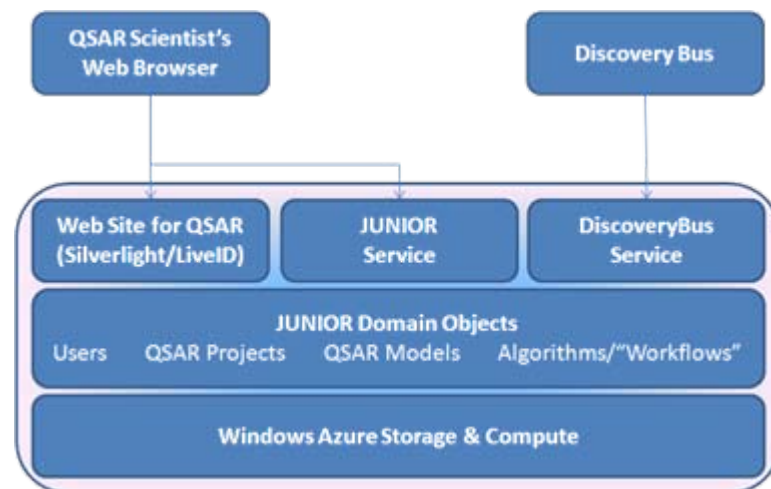 QSAR Scientist's
Web Browser
Discovery Bus
Web Site for QSAR
(Silverlight/LiveID)
JUNIOR
Service
DiscoveryBus
Service
JUNIOR Domain Objects
Users QSAR Projects QSAR Models Algorithms/“Workflows”
Windows Azure Storage & Compute